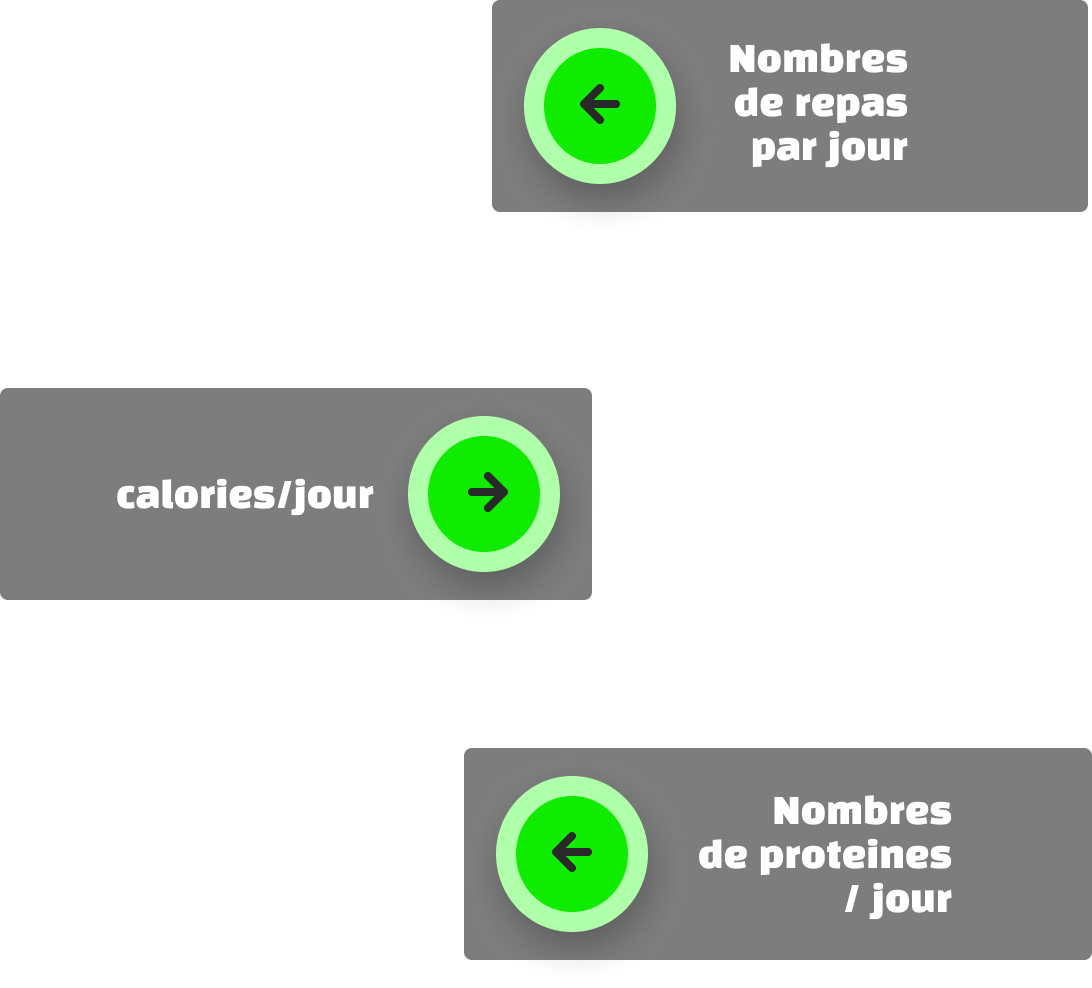 Nombres
de repas
par jour
calories/jour
Nombres
de proteines
/ jour